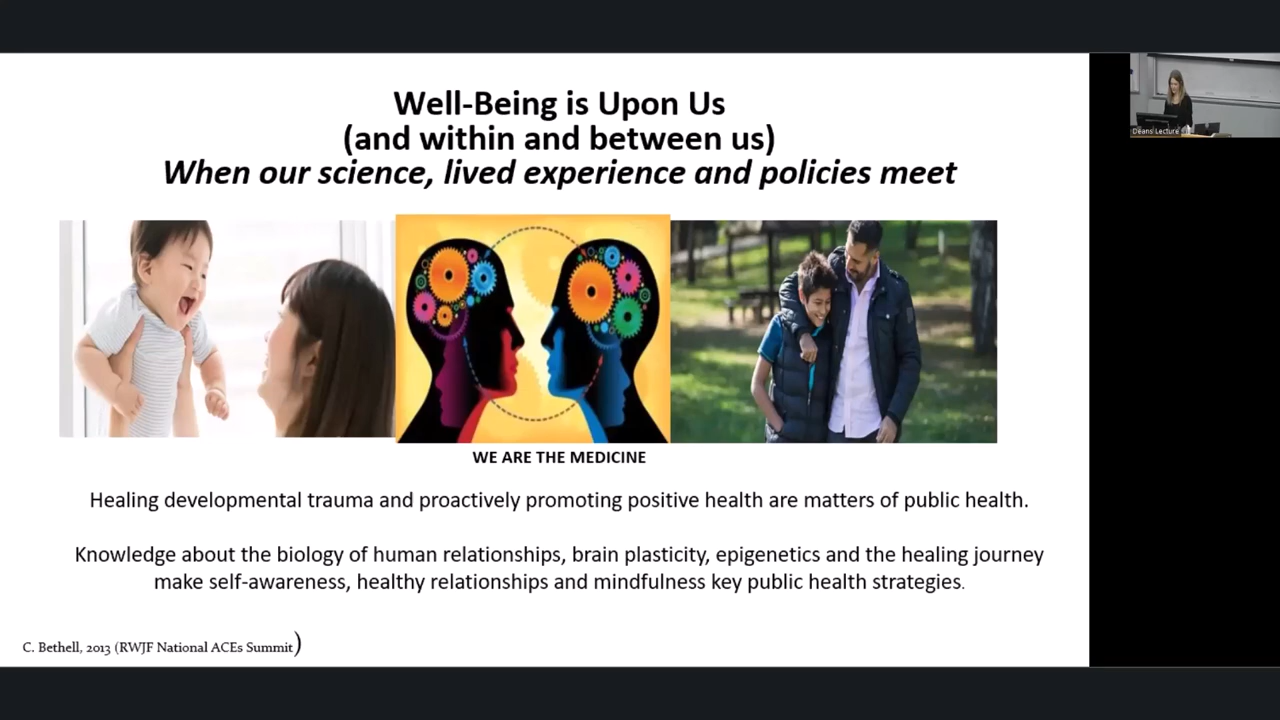 Well-Being is Upon Us
(and within and between us)
When our science, lived experience and policies meet
Deans Lecture
WE ARE THE MEDICINE
Healing developmental trauma and proactively promoting positive health are matters of public health.
Knowledge about the biology of human relationships, brain plasticity, epigenetics and the healing journey
make self-awareness, healthy relationships and mindfulness key public health strategies.
C. Bethell, 2013 (RWJF National ACEs Summit)